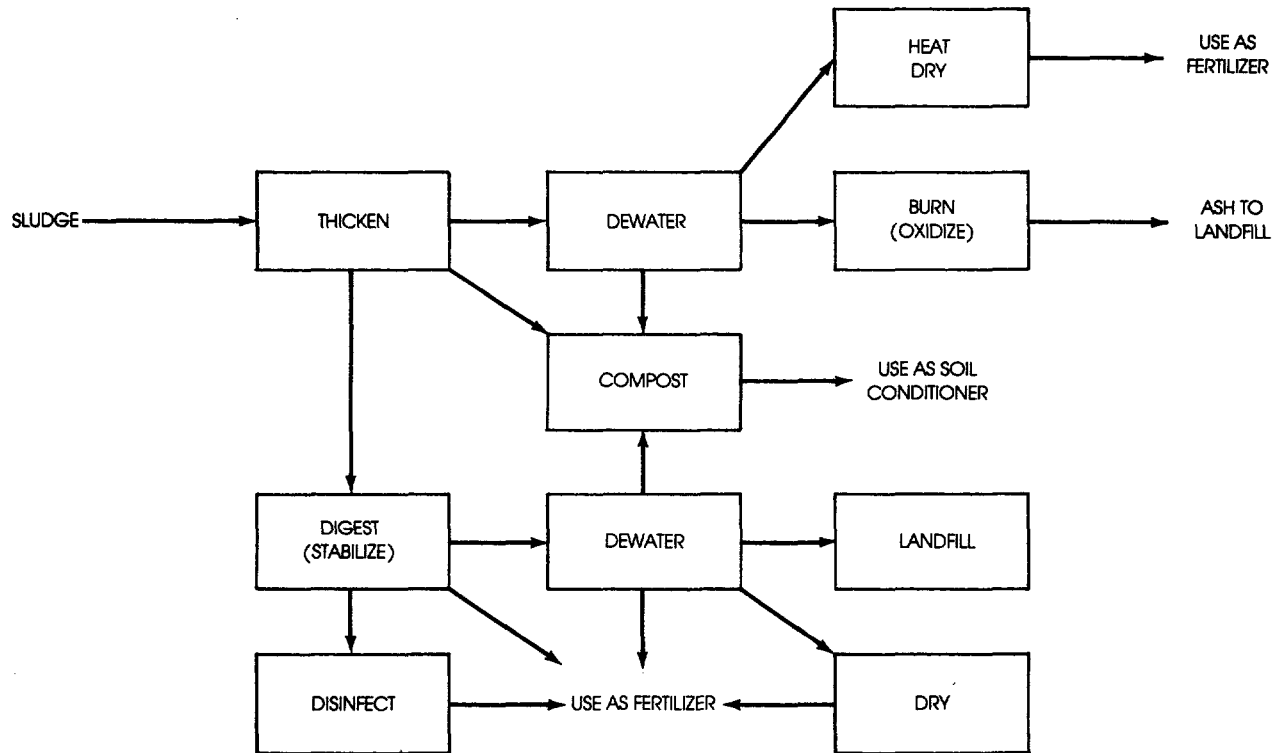 HEAT
DRY
USE AS
FERTILIZER
SLUDGE
THICKEN
DEWATER
BURN
(OXIDIZE)
ASH TO
LANDFILL
COMPOST
USE AS SOIL
CONDITIONER
DIGEST
(STABILIZE)
DEWATER
LANDFILL
DISINFECT
USE AS FERTILIZER
DRY